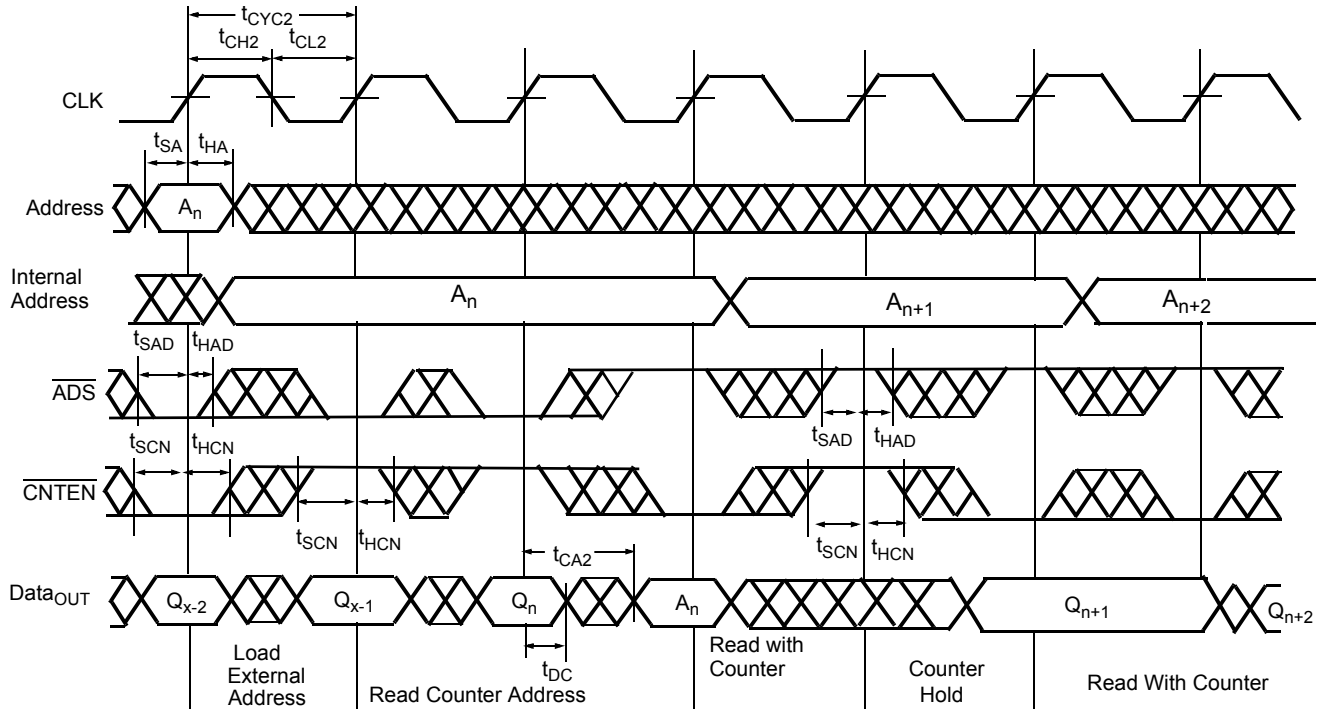 tCYC2
tCH2 tCL2
CLK
tSA tHA
Address An
Internal
Address
An An+1 An+2
tSAD tHAD
ADS
tSAD tHAD
tSCN tHCN
CNTEN
tSCN tHCN tSCN tHCN
tCA2
DataOUT Qx-2 Qx-1 Qn An Qn+1 Qn+2
tDC
Load
External
Address
Read Counter Address
Read with
Counter
Counter
Hold
Read With Counter